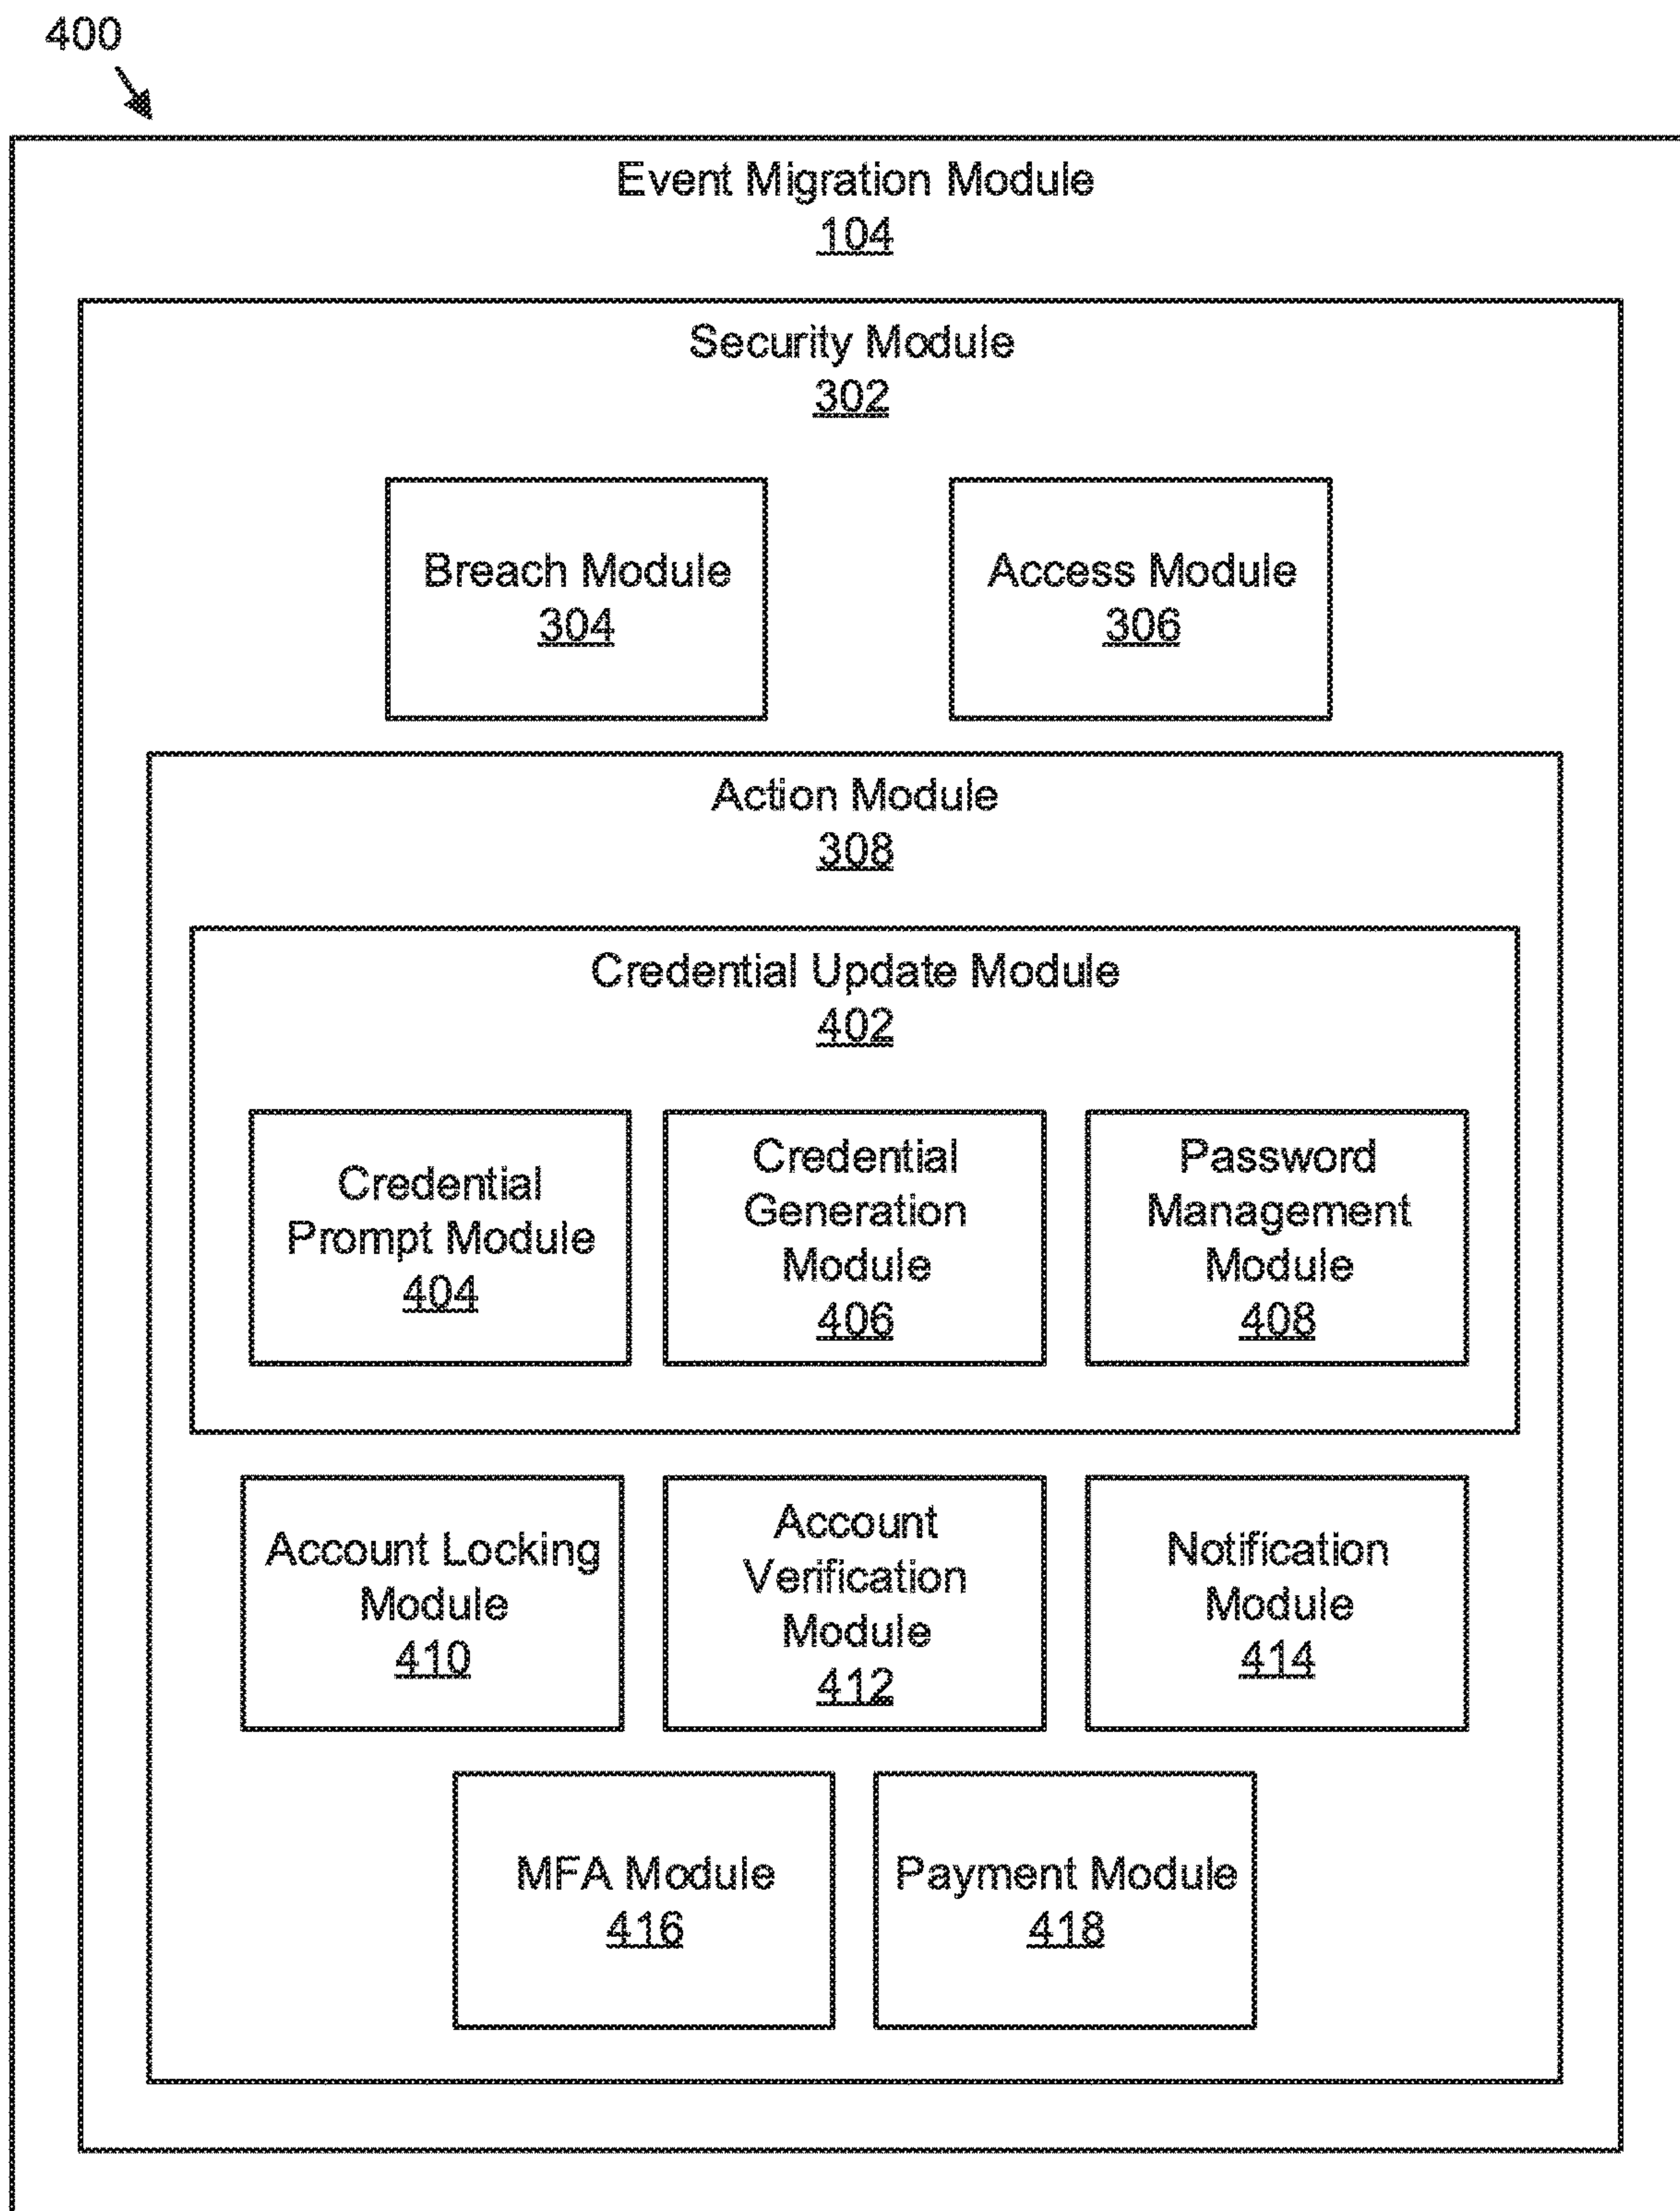 400
Event Migration Module
104
Security Module
302
Breach Module
304
Access Module
306
Action Module
308
Credential Update Module
402
Credential
Prompt Module
404
Credential
Generation
Module
406
Password
Management
Module
408
Account Locking
Module
410
Account
Verification
Module
412
Notification
Module
414
MFA Module
416
Payment Module
418